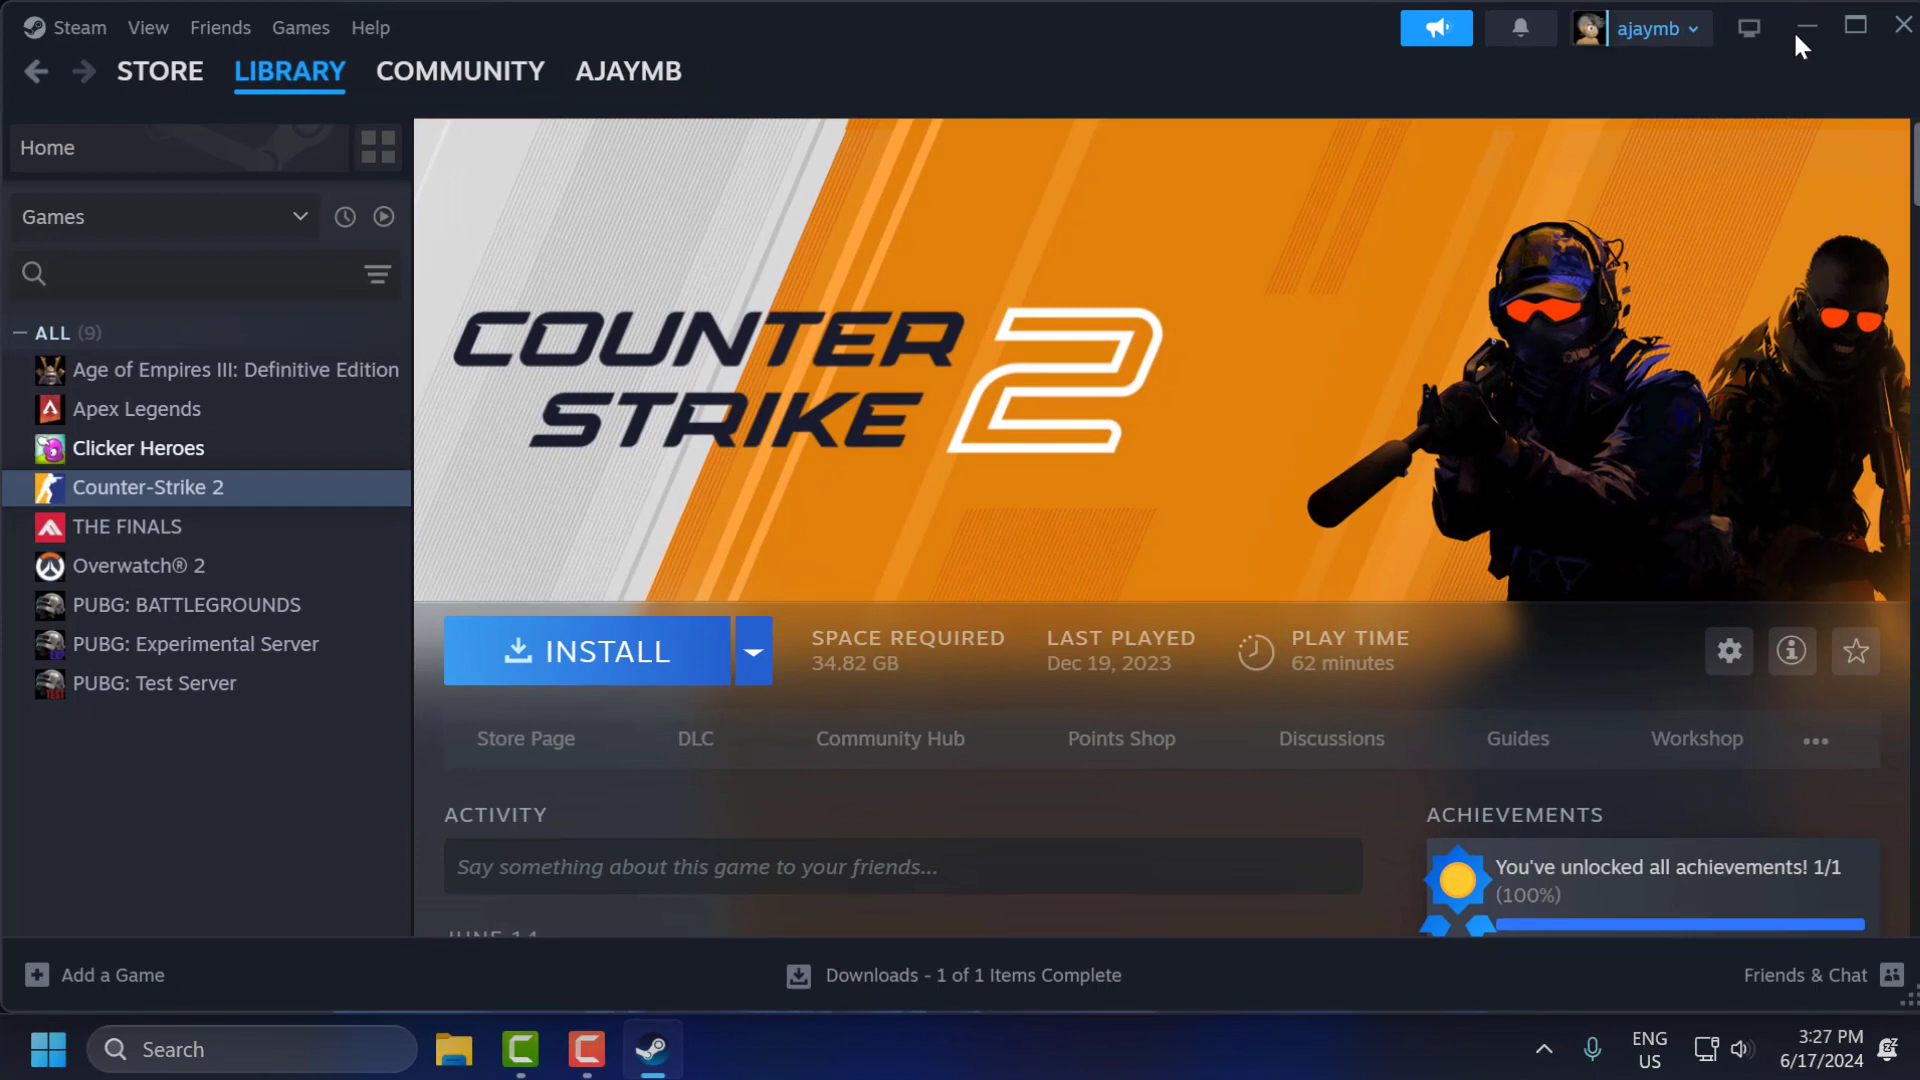 Steam View Friends Games Help
ajaymb
STORE LIBRARY COMMUNITY AJAYMB
Home
Games
ALL (9)
Age of Empires III: Definitive Edition
Apex Legends
Clicker Heroes
Counter-Strike 2
THE FINALS
Overwatch® 2
PUBG: BATTLEGROUNDS
PUBG: Experimental Server
PUBG: Test Server
COUNTER
STRIKE 2
INSTALL
SPACE REQUIRED
34.82 GB
LAST PLAYED
Dec 19, 2023
PLAY TIME
62 minutes
Store Page DLC Community Hub Points Shop Discussions Guides Workshop
ACTIVITY
Say something about this game to your friends...
ACHIEVEMENTS
You've unlocked all achievements! 1/1
(100%)
Add a Game
Downloads - 1 of 1 Items Complete
Friends & Chat
Search
ENG
US
3:27 PM
6/17/2024